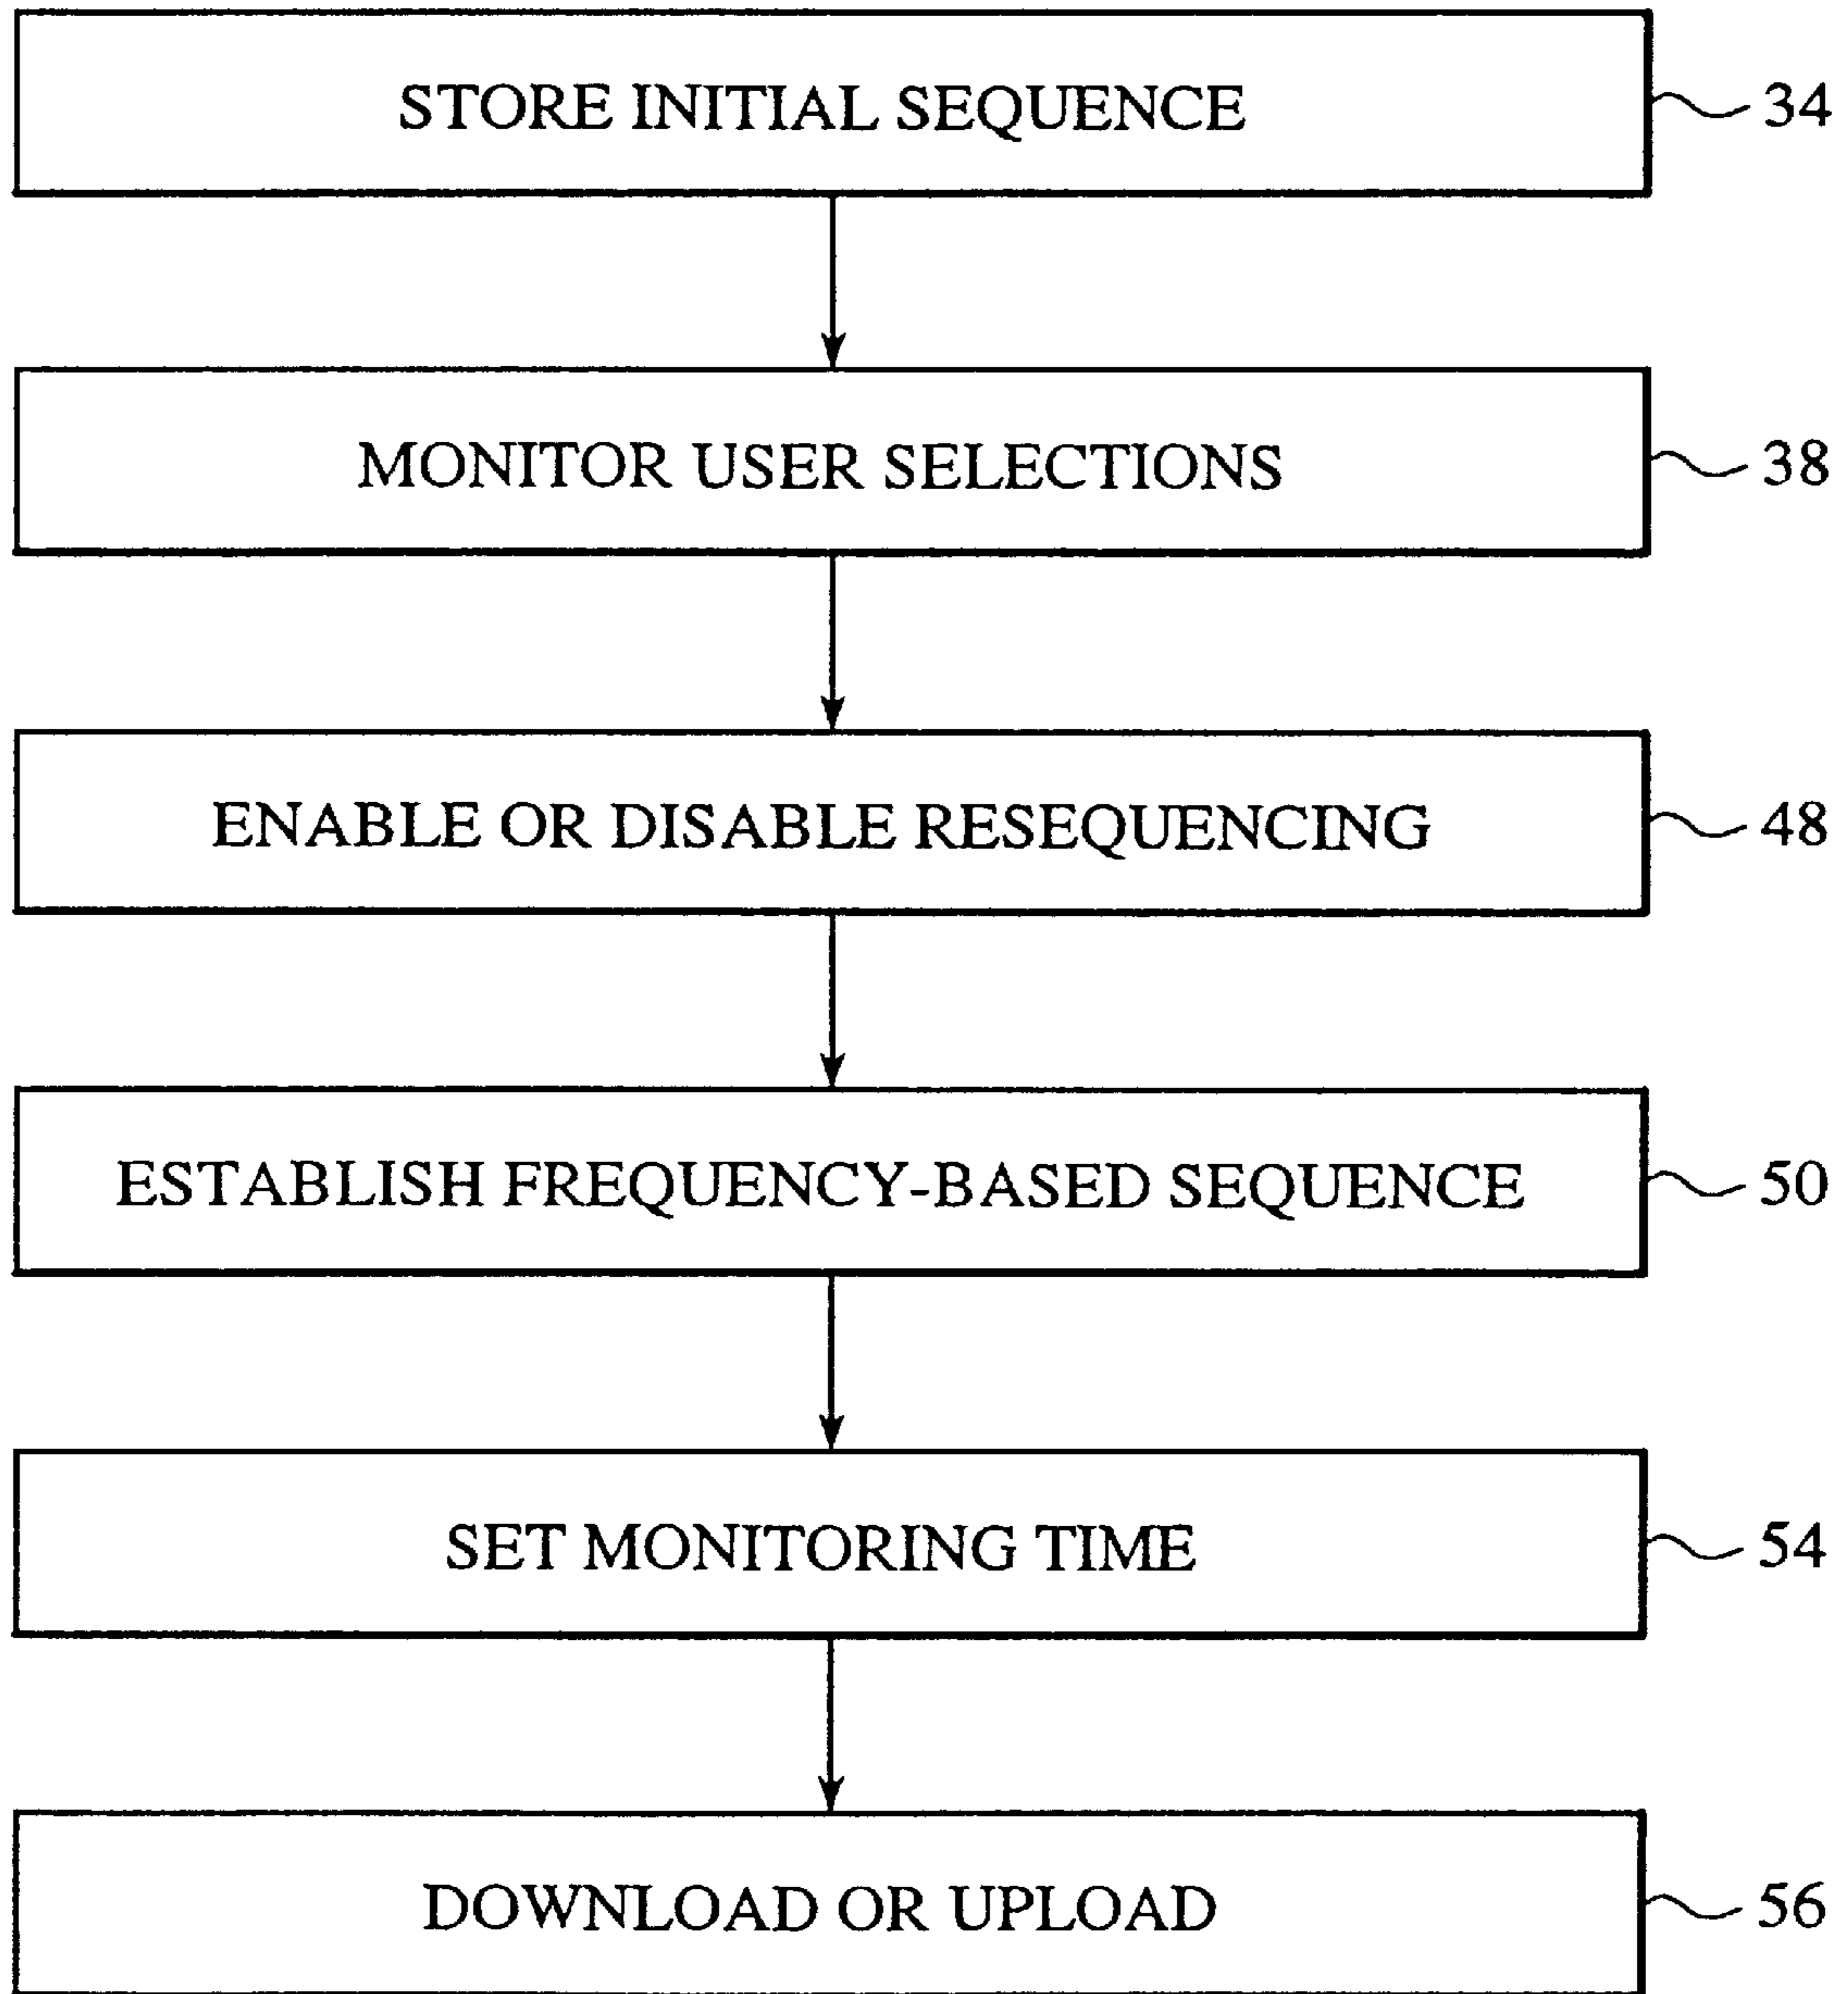 STORE INITIAL SEQUENCE 34
MONITOR USER SELECTIONS 38
ENABLE OR DISABLE RESEQUENCING 48
ESTABLISH FREQUENCY-BASED SEQUENCE 50
SET MONITORING TIME 54
DOWNLOAD OR UPLOAD 56